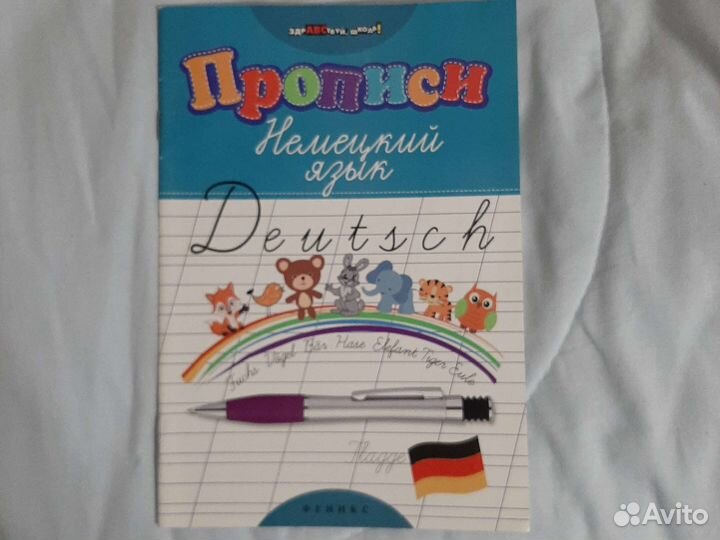 здрАВСтвуй, школа!
Прописи
Немецкий
язык
Deutsch
Fuchs Vogel Bär Hase Elefant Tiger Eule
Flagge
ФЕНИКС
Avito